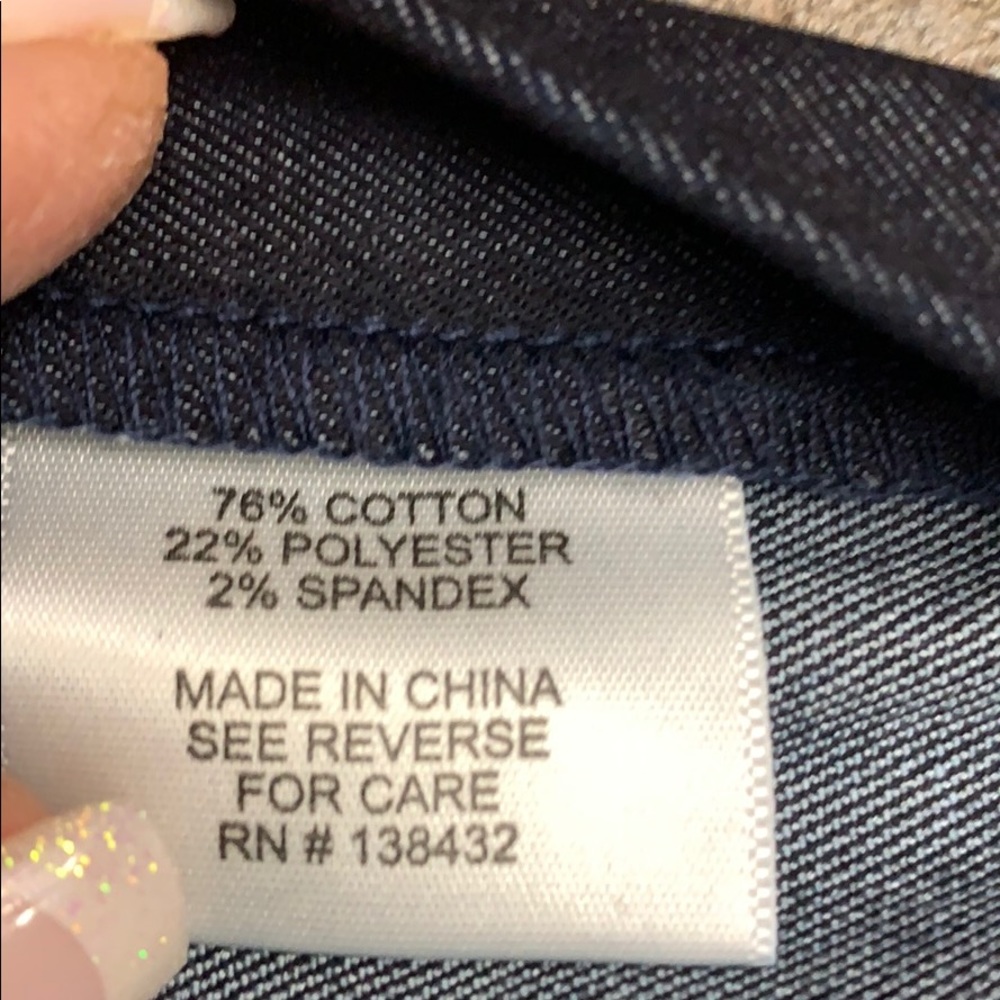 76% COTTON
22% POLYESTER
2% SPANDEX
MADE IN CHINA
SEE REVERSE
FOR CARE
RN # 138432